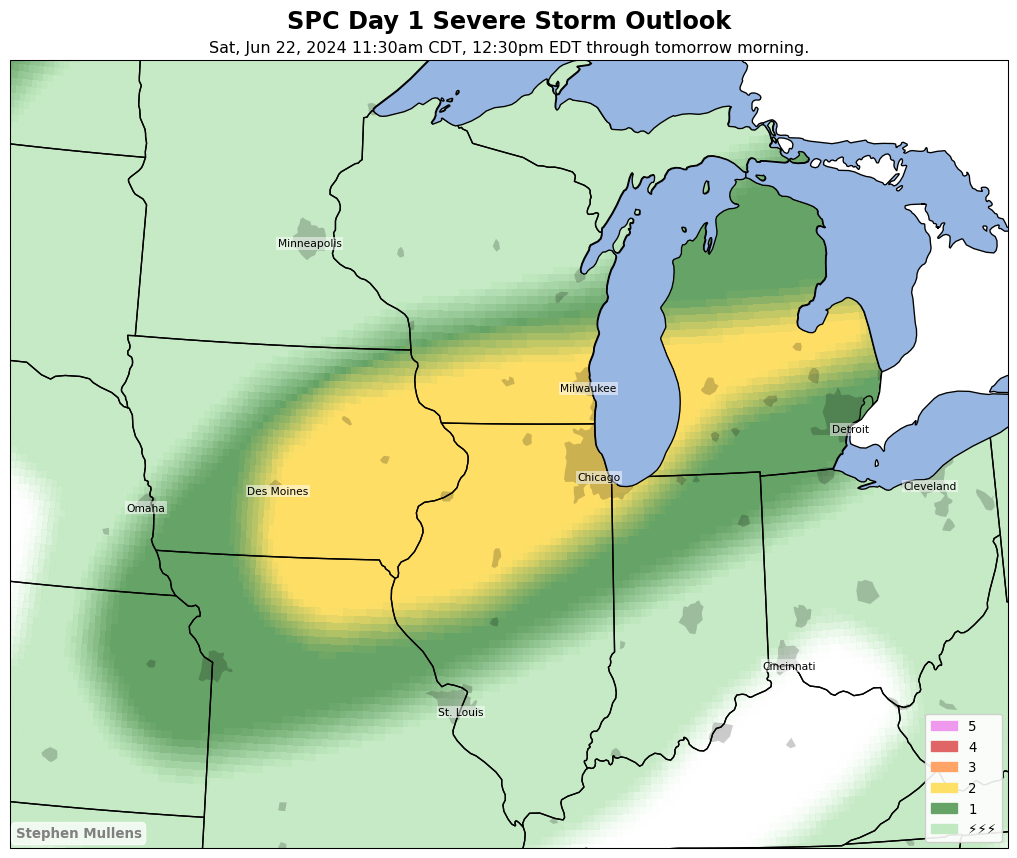 SPC Day 1 Severe Storm Outlook
Sat, Jun 22, 2024 11:30am CDT, 12:30pm EDT through tomorrow morning.
Minneapolis
Milwaukee
Detroit
Chicago
Cleveland
Des Moines
Omaha
Cincinnati
St. Louis
5
4
3
2
1
⚡⚡⚡
Stephen Mullens